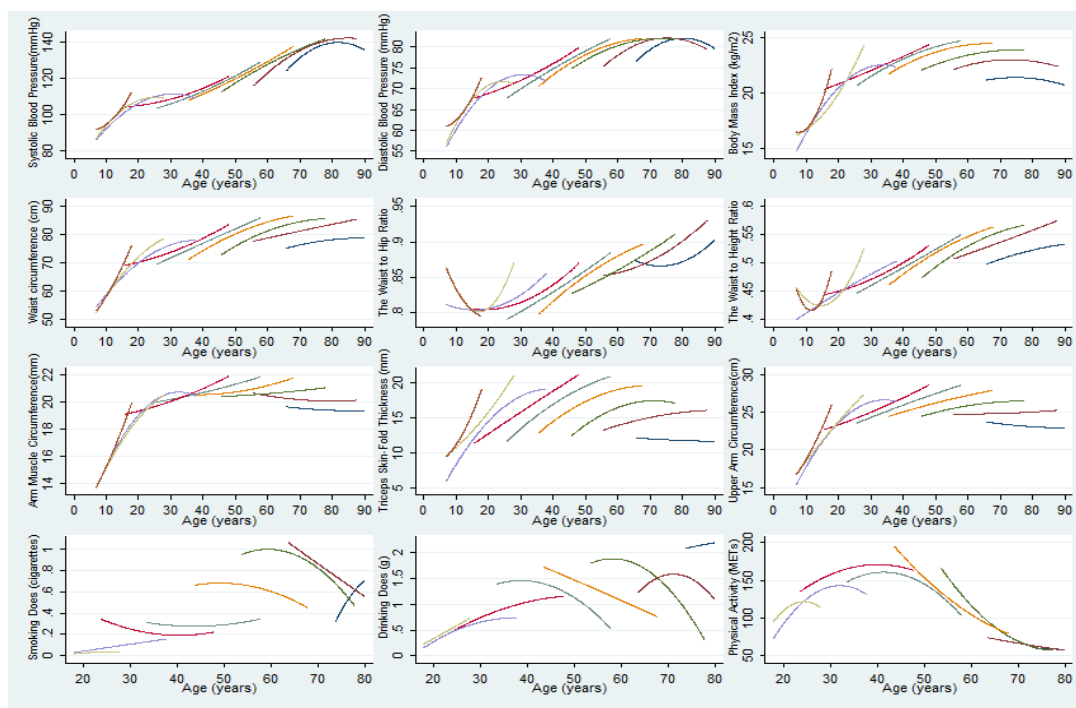 Systolic Blood Pressure(mmHg)
140
120
100
80
0 10 20 30 40 50 60 70 80 90
Age (years)
Diastolic Blood Pressure (mmHg)
80
75
70
65
60
55
0 10 20 30 40 50 60 70 80 90
Age (years)
Body Mass Index (kg/m2)
25
20
15
0 10 20 30 40 50 60 70 80 90
Age (years)
Waist circumference (cm)
90
80
70
60
50
0 10 20 30 40 50 60 70 80 90
Age (years)
The Waist to Hip Ratio
.95
.9
.85
.8
0 10 20 30 40 50 60 70 80 90
Age (years)
The Waist to Height Ratio
.6
.55
.5
.45
.4
0 10 20 30 40 50 60 70 80 90
Age (years)
Arm Muscle Circumference(cm)
22
20
18
16
14
0 10 20 30 40 50 60 70 80 90
Age (years)
Triceps Skin-Fold Thickness (mm)
20
15
10
5
0 10 20 30 40 50 60 70 80 90
Age (years)
Upper Arm Circumference(cm)
30
25
20
15
0 10 20 30 40 50 60 70 80 90
Age (years)
Smoking Does (cigarettes)
1
.8
.6
.4
.2
0
20 30 40 50 60 70 80
Age (years)
Drinking Does (g)
2
1.5
1
.5
0
20 30 40 50 60 70 80
Age (years)
Physical Activity (METs)
200
150
100
50
20 30 40 50 60 70 80
Age (years)